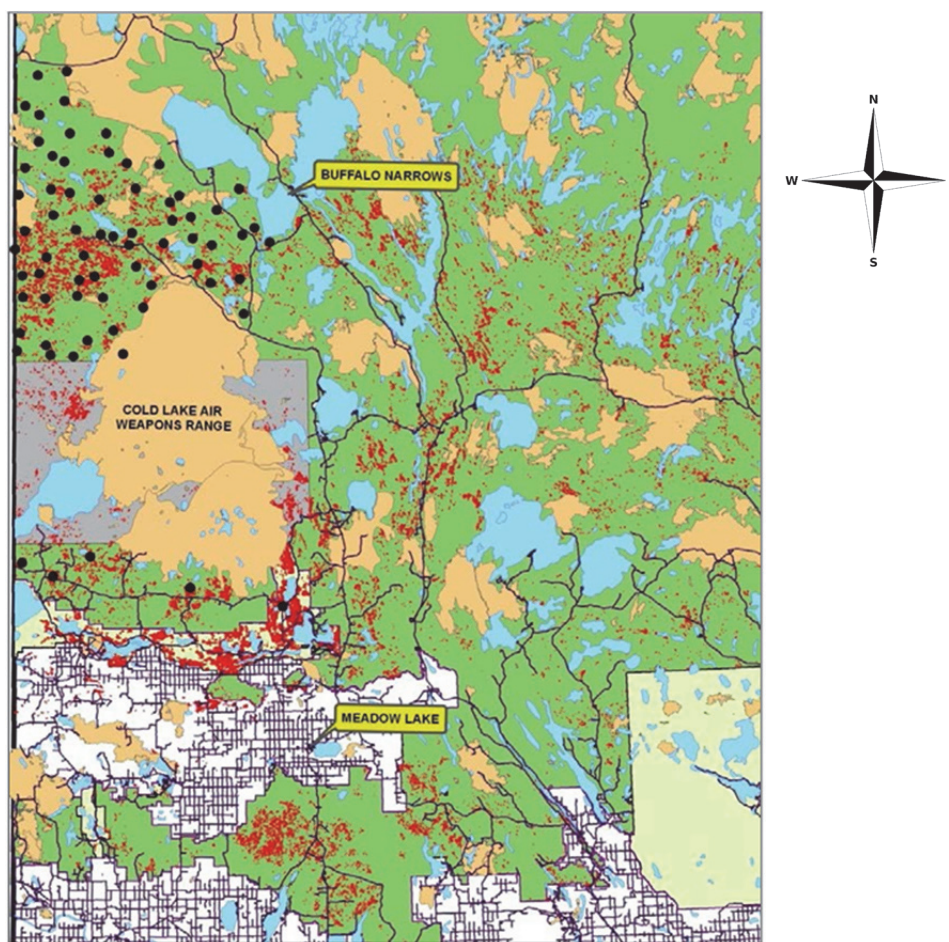 N
BUFFALO NARROWS
W
S
COLD LAKE AIR
WEAPONS RANGE
MEADOW LAKE